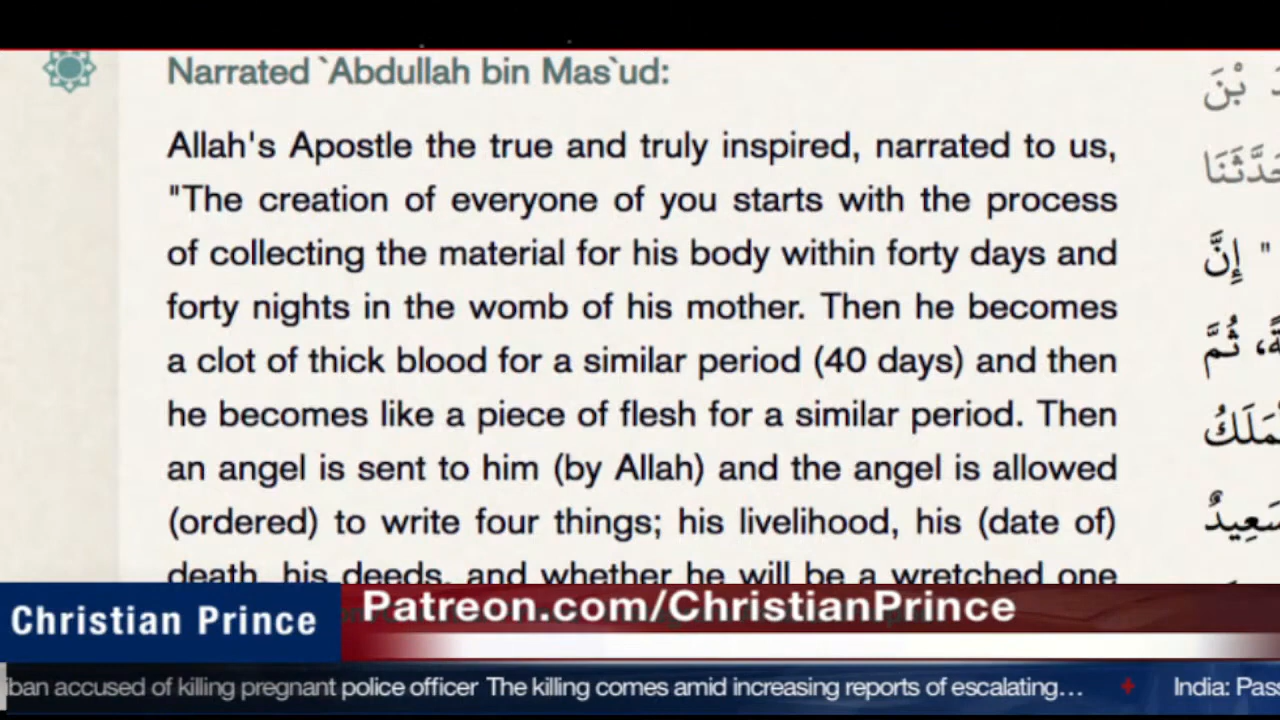 Narrated `Abdullah bin Mas`ud:
Allah's Apostle the true and truly inspired, narrated to us,
"The creation of everyone of you starts with the process
of collecting the material for his body within forty days and
forty nights in the womb of his mother. Then he becomes
a clot of thick blood for a similar period (40 days) and then
he becomes like a piece of flesh for a similar period. Then
an angel is sent to him (by Allah) and the angel is allowed
(ordered) to write four things; his livelihood, his (date of)
death, his deeds, and whether he will be a wretched one
بْنَ
حَدَّثَنَا
" إِنَّ
ثُمَّ
Christian Prince
Patreon.com/ChristianPrince
iban accused of killing pregnant police officer The killing comes amid increasing reports of escalating... India: Pass